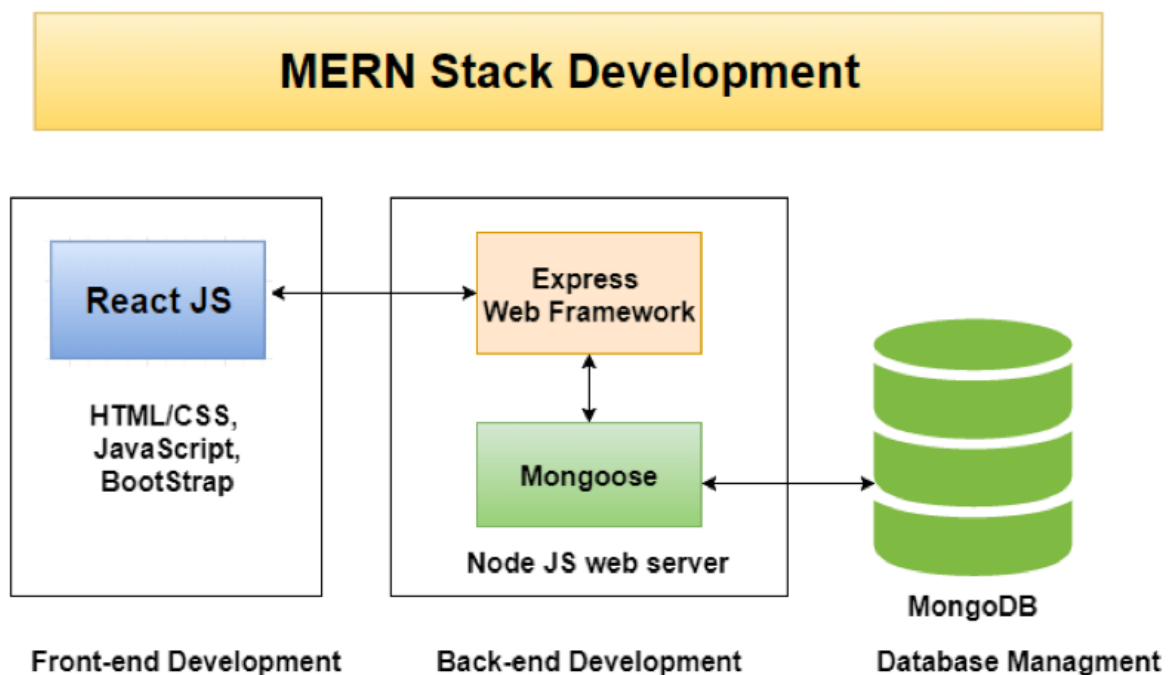 MERN Stack Development
React JS
HTML/CSS,
JavaScript,
BootStrap
Express
Web Framework
Mongoose
Node JS web server
MongoDB
Front-end Development
Back-end Development
Database Managment